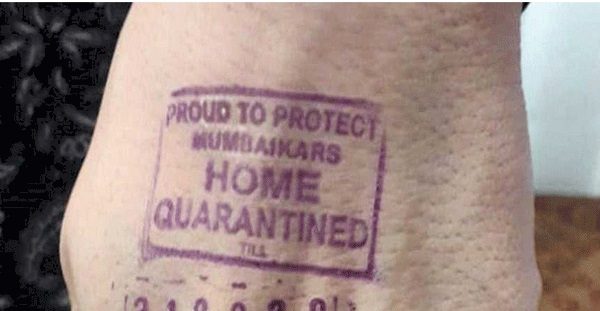 PROUD TO PROTECT
MUMBAIKARS
HOME
QUARANTINED
TILL